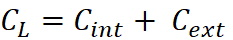 C_L = C_int + C_ext